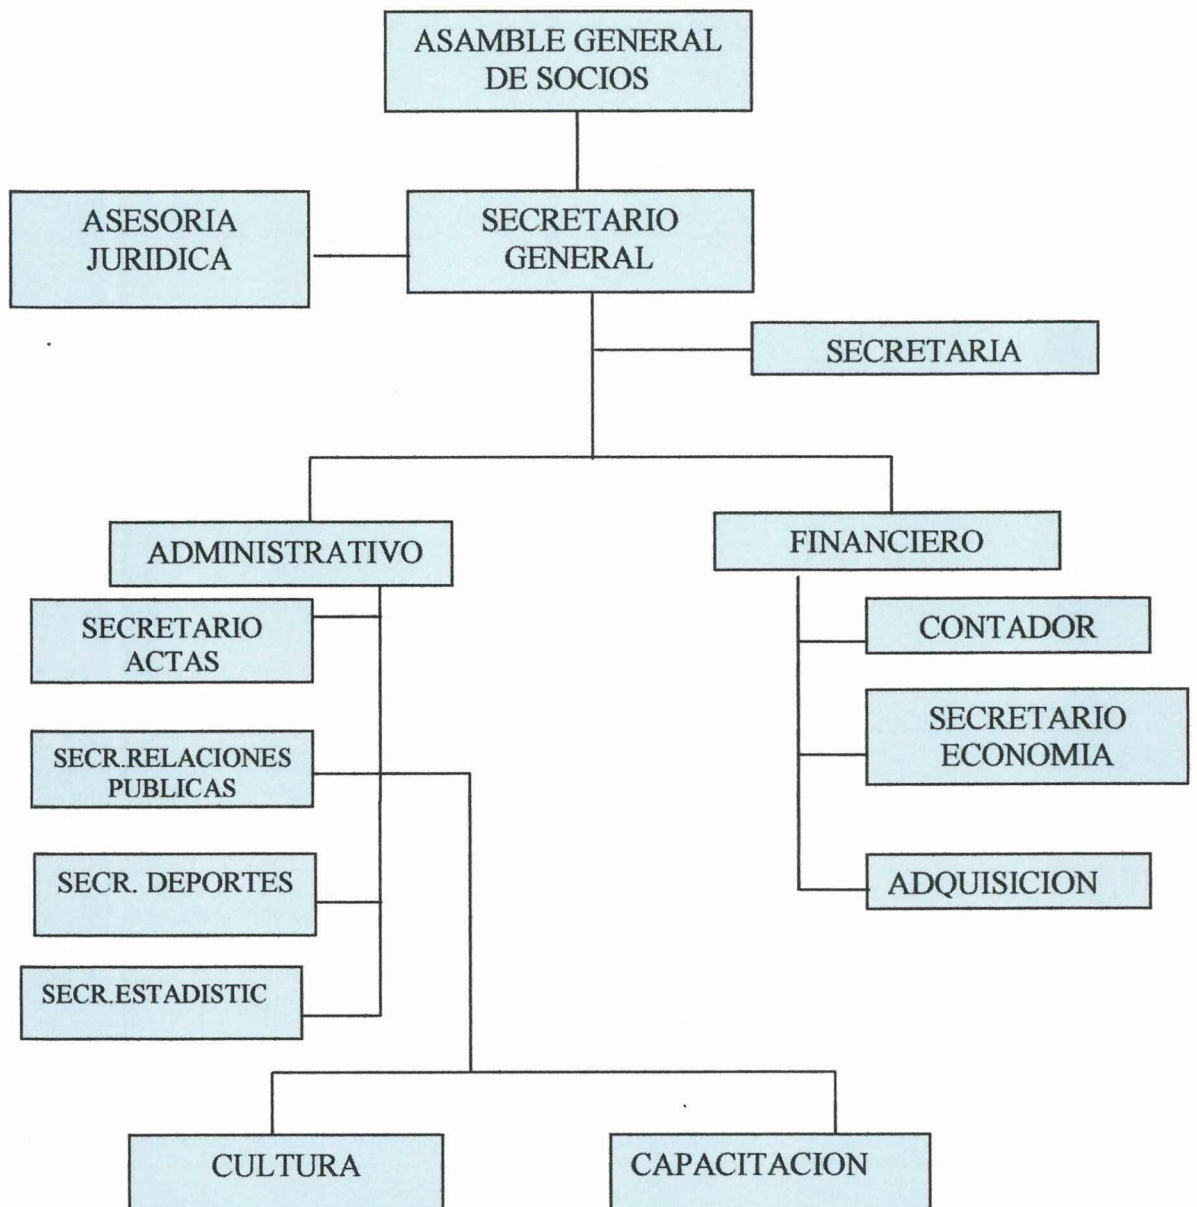 ASAMBLE GENERAL
DE SOCIOS
ASESORIA
JURIDICA
SECRETARIO
GENERAL
SECRETARIA
ADMINISTRATIVO
FINANCIERO
SECRETARIO
ACTAS
SECR.RELACIONES
PUBLICAS
SECR. DEPORTES
SECR.ESTADISTIC
CONTADOR
SECRETARIO
ECONOMIA
ADQUISICION
CULTURA
CAPACITACION